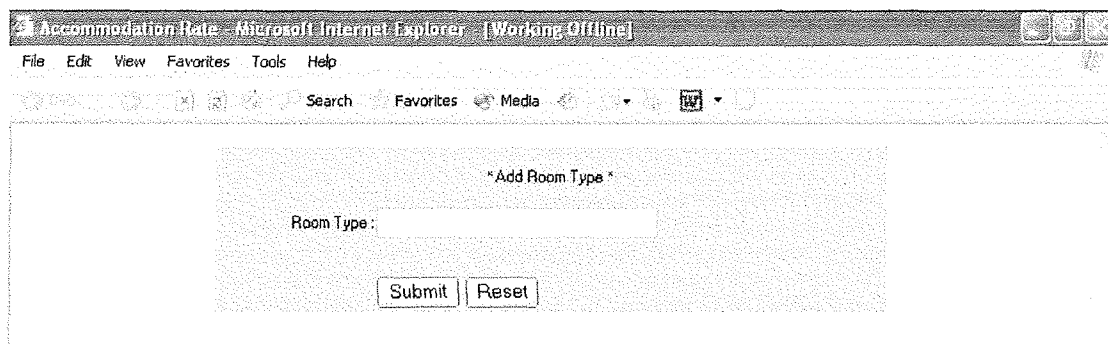 Accommodation Rate - Microsoft Internet Explorer - [Working Offline]
File Edit View Favorites Tools Help
Search Favorites Media
*Add Room Type *
Room Type :
Submit Reset